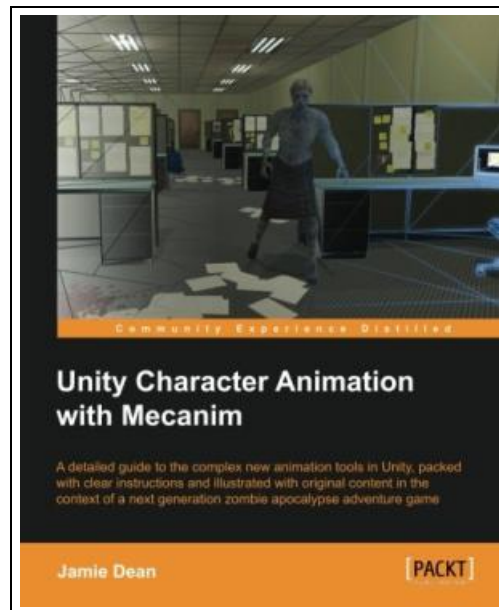 Community Experience Distilled
Unity Character Animation
with Mecanim
A detailed guide to the complex new animation tools in Unity, packed
with clear instructions and illustrated with original content in the
context of a next generation zombie apocalypse adventure game
Jamie Dean
[PACKT]